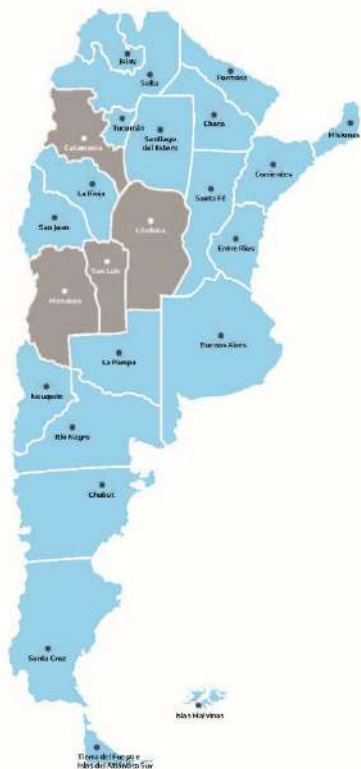 Jujuy
Salta
Formosa
Tucumán
Chaco
Misiones
Catamarca
Santiago
del Estero
Corrientes
La Rioja
Santa Fé
San Juan
Córdoba
Entre Ríos
San Luis
Mendoza
Buenos Aires
La Pampa
Neuquén
Río Negro
Chubut
Santa Cruz
Islas Malvinas
Tierra del Fuego e
Islas del Atlántico Sur